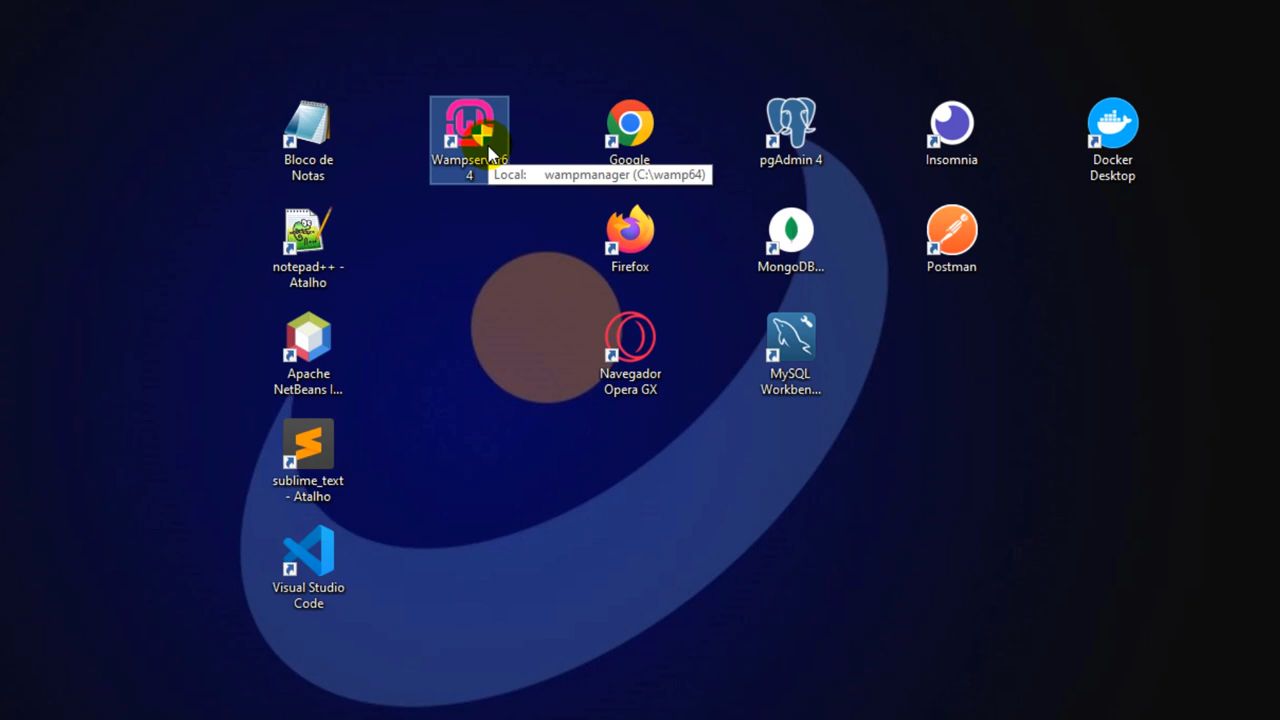 Bloco de
Notas
Wampserver6
4
Google
pgAdmin 4
Insomnia
Docker
Desktop
Local: wampmanager (C:\wamp64)
notepad++ -
Atalho
Firefox
MongoDB...
Postman
Apache
NetBeans I...
Navegador
Opera GX
MySQL
Workben...
sublime_text
- Atalho
Visual Studio
Code